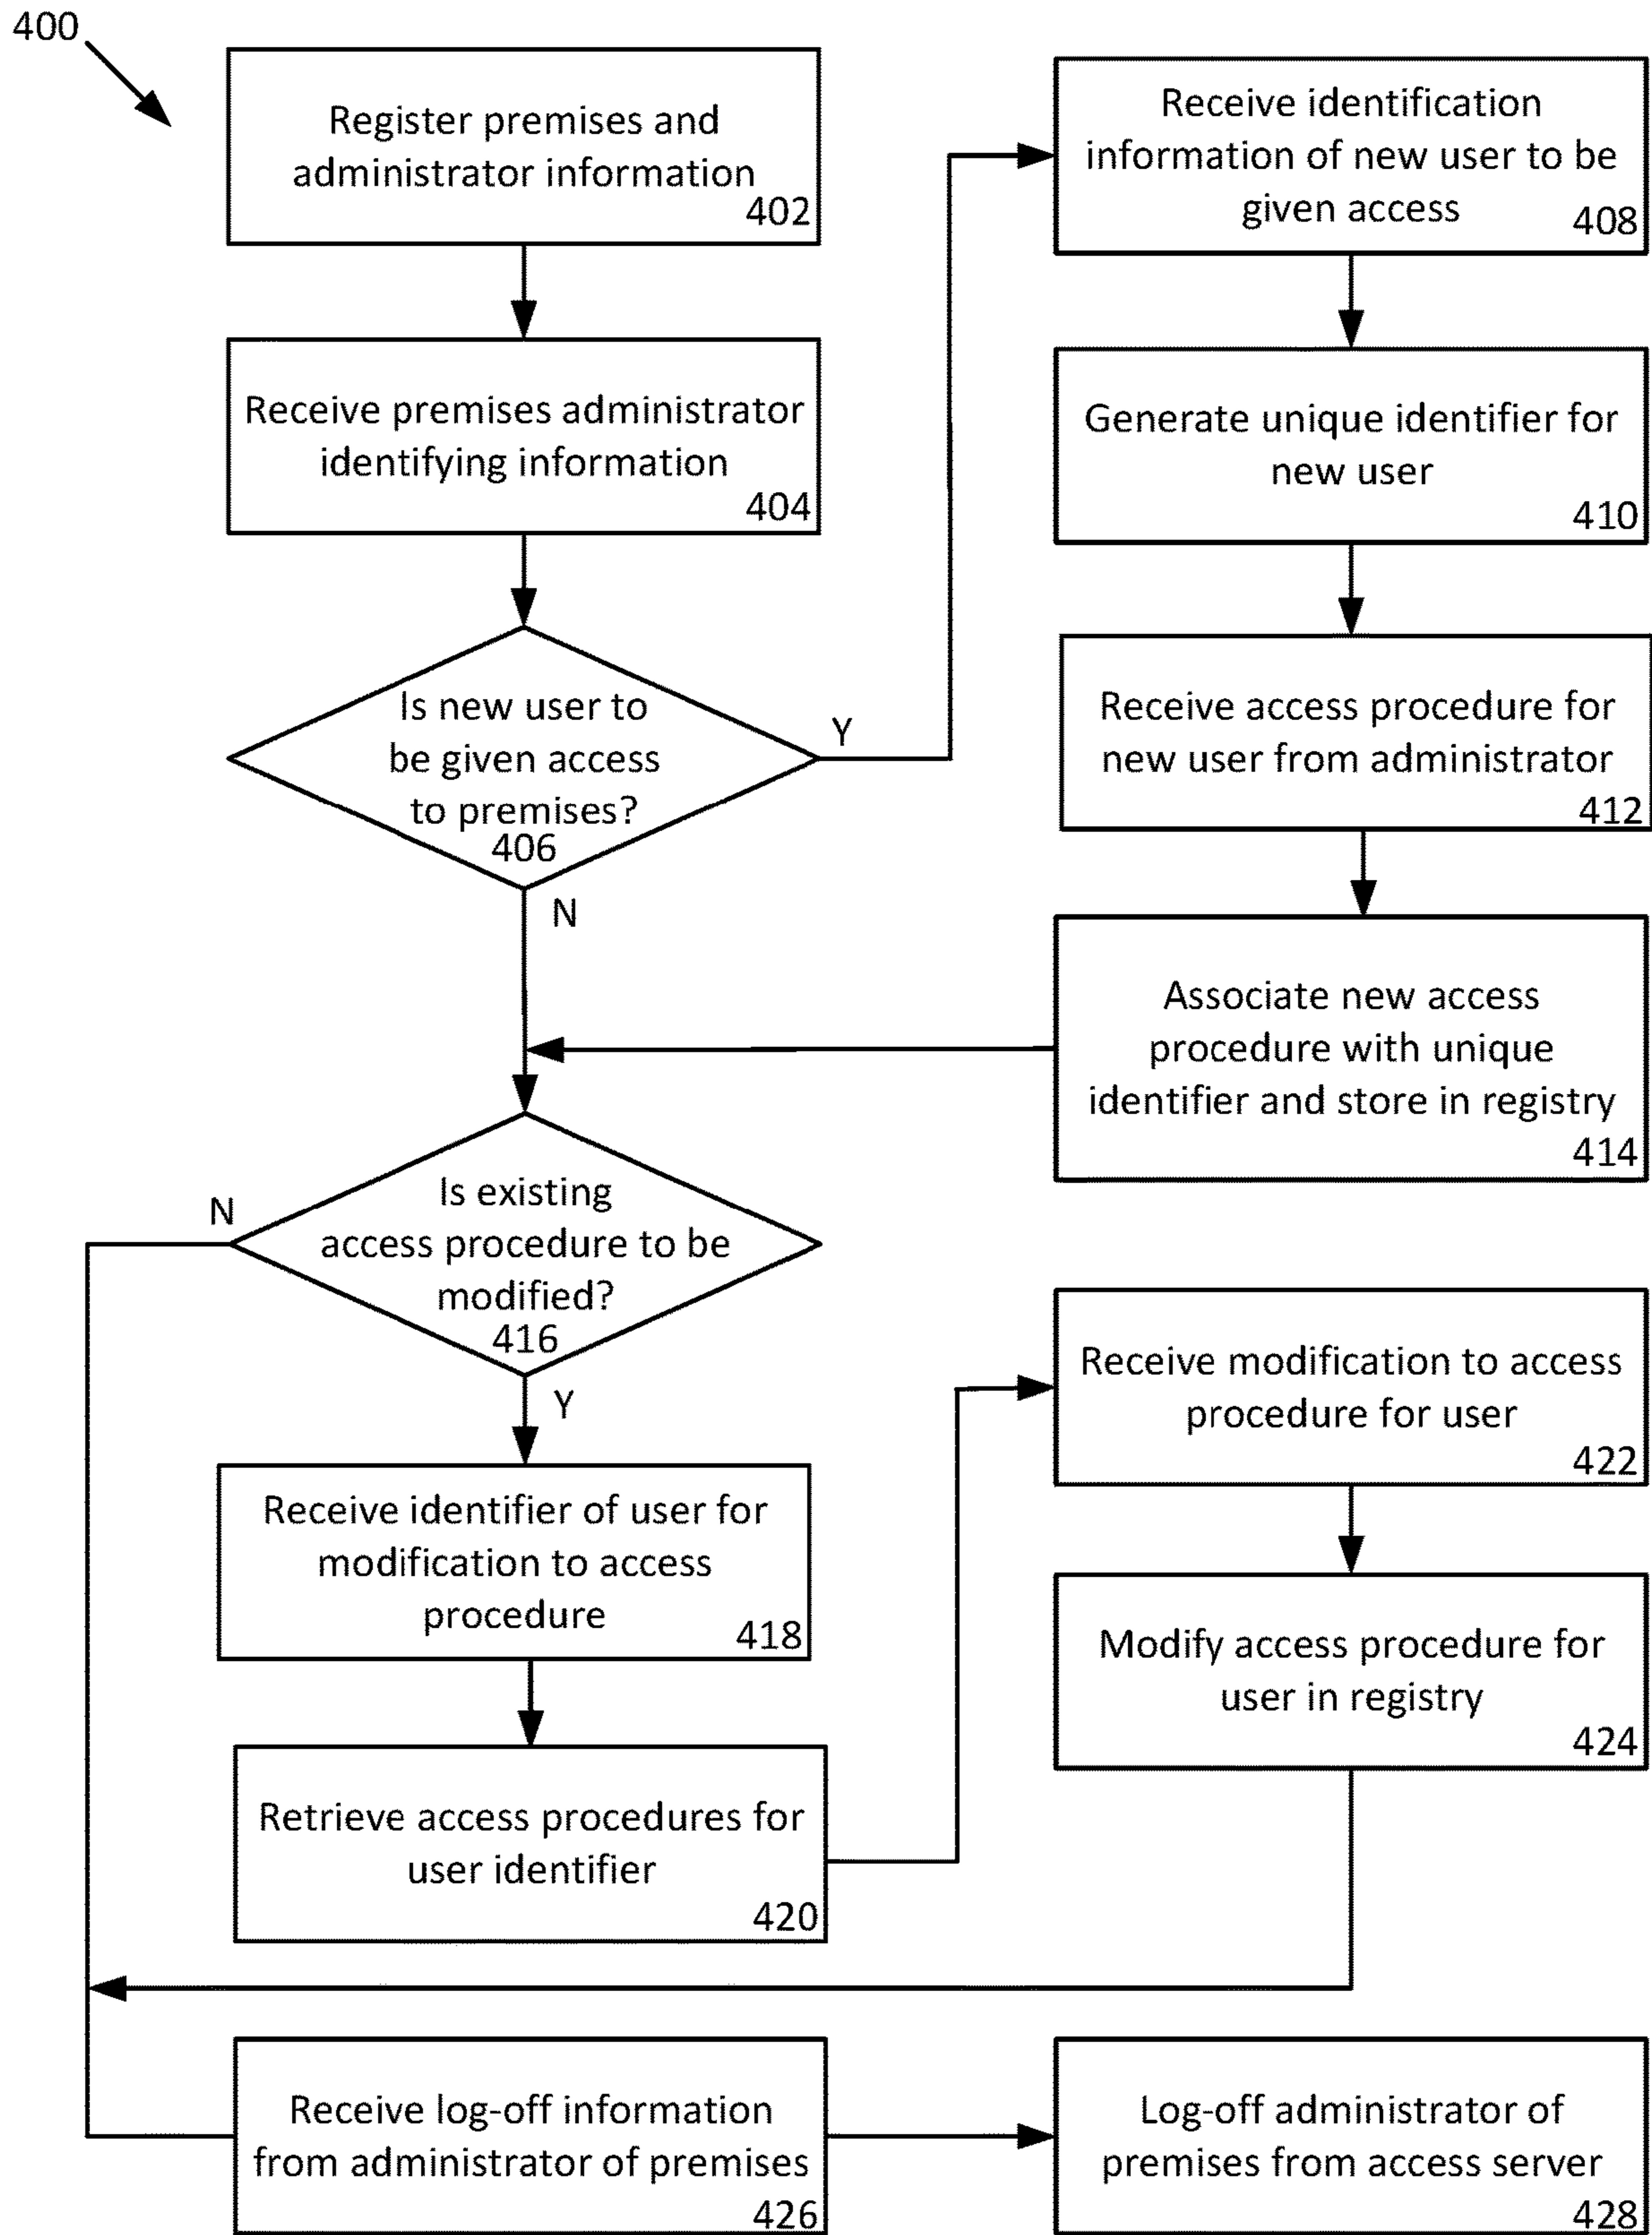 400
Register premises and
administrator information
402
Receive premises administrator
identifying information
404
Is new user to
be given access
to premises?
406
Y
N
Receive identification
information of new user to be
given access
408
Generate unique identifier for
new user
410
Receive access procedure for
new user from administrator
412
Associate new access
procedure with unique
identifier and store in registry
414
Is existing
access procedure to be
modified?
416
N
Y
Receive identifier of user for
modification to access
procedure
418
Retrieve access procedures for
user identifier
420
Receive modification to access
procedure for user
422
Modify access procedure for
user in registry
424
Receive log-off information
from administrator of premises
426
Log-off administrator of
premises from access server
428